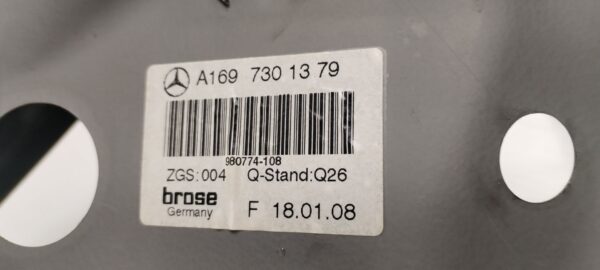 A169 730 13 79
980774-108
ZGS:004 Q-Stand:Q26
brose
Germany F 18.01.08